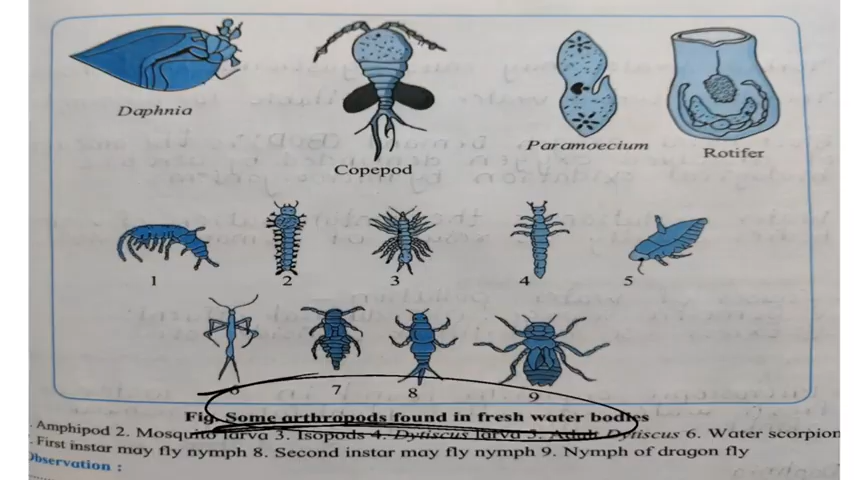 Daphnia
Copepod
Paramoecium
Rotifer
1
2
3
4
5
6
7
8
9
Fig. Some arthropods found in fresh water bodies
. Amphipod 2. Mosquito larva 3. Isopods 4. Dytiscus larva 5. Adult Dytiscus 6. Water scorpion
. First instar may fly nymph 8. Second instar may fly nymph 9. Nymph of dragon fly
Observation :